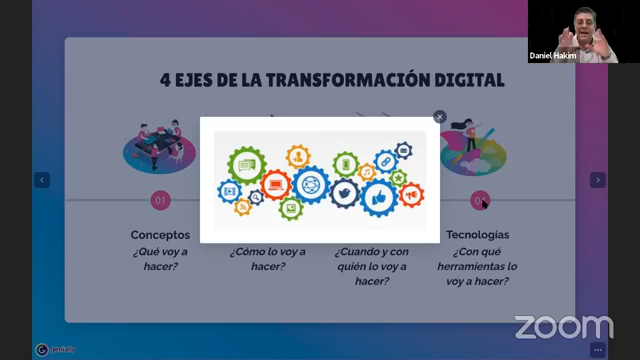 Daniel Hakim
4 EJES DE LA TRANSFORMACIÓN DIGITAL
01
Conceptos
¿Qué voy a
hacer?
¿Cómo lo voy a
hacer?
¿Cuando y con
quién lo voy a
hacer?
Tecnologías
¿Con qué
herramientas lo
voy a hacer?
genially
zoom